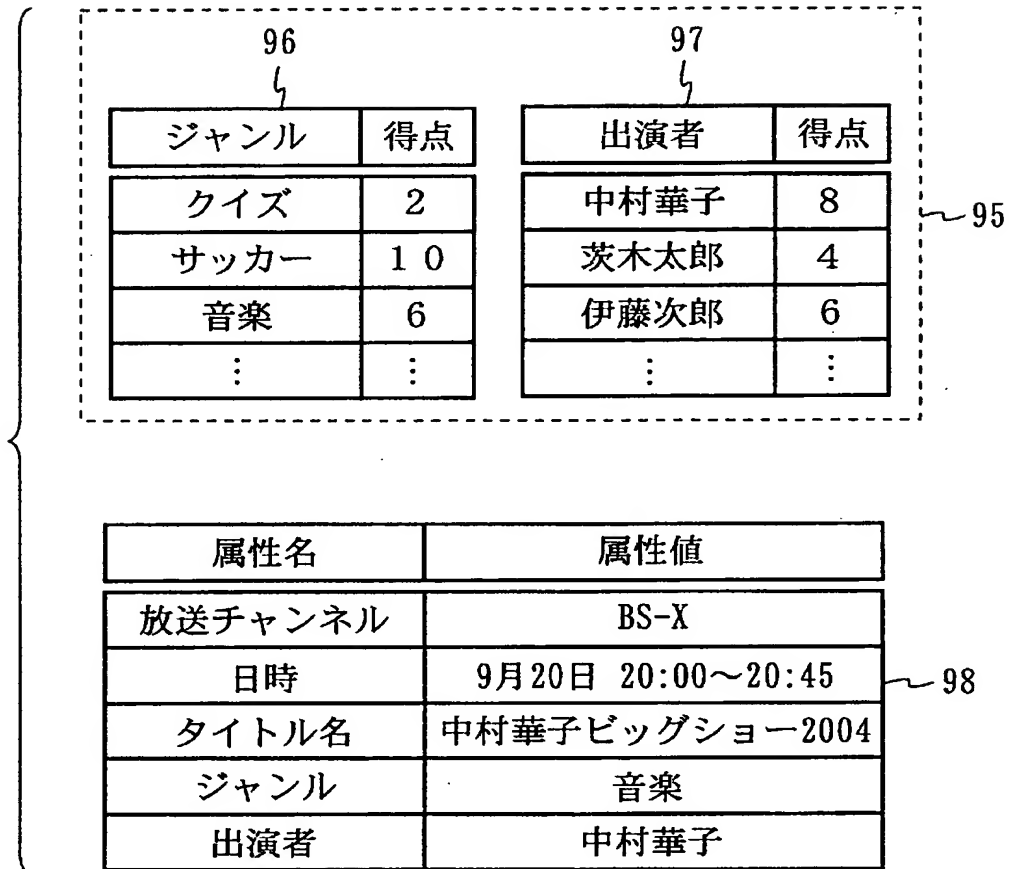 96
97
ジャンル 得点
クイズ 2
サッカー 10
音楽 6
⋮ ⋮
出演者 得点
中村華子 8
茨木太郎 4
伊藤次郎 6
⋮ ⋮
95
属性名 属性値
放送チャンネル BS-X
日時 9月20日 20:00~20:45
タイトル名 中村華子ビッグショー2004
ジャンル 音楽
出演者 中村華子
98